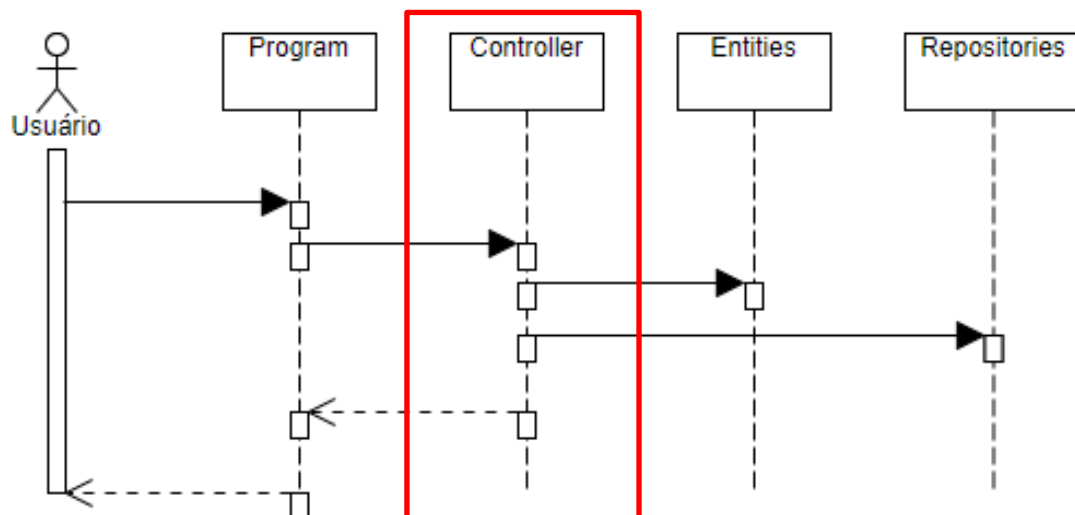 Program
Controller
Entities
Repositories
Usuário